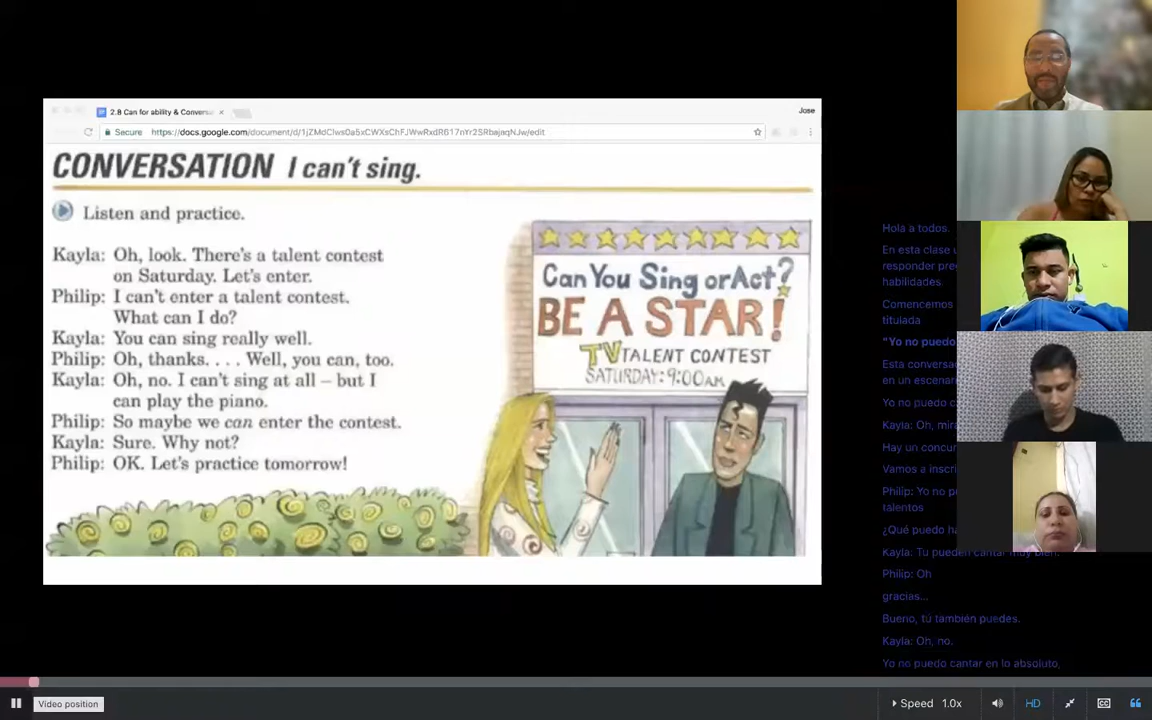 2.8 Can for ability & Conversa
Jose
Secure
https://docs.google.com/document/d/1jZMdClws0a5xCWXsChFJWwRxdR617nYr2SRbajaqNJw/edit
CONVERSATION I can't sing.
Listen and practice.
Kayla: Oh, look. There's a talent contest
on Saturday. Let's enter.
Philip: I can't enter a talent contest.
What can I do?
Kayla: You can sing really well.
Philip: Oh, thanks. . . . Well, you can, too.
Kayla: Oh, no. I can't sing at all – but I
can play the piano.
Philip: So maybe we can enter the contest.
Kayla: Sure. Why not?
Philip: OK. Let's practice tomorrow!
Can You Sing or Act?
BE A STAR!
TV TALENT CONTEST
SATURDAY: 9:00 AM
Hola a todos.
En esta clase
responder
habilidades
Comencemos
titulada
"Yo no puedo
Esta
en un
Yo no puedo
Kayla: Oh,
Hay un
Vamos a
Philip: Yo no
talentos
¿Qué puedo
Kayla: Tu pueden cantar muy bien.
Philip: Oh
gracias...
Bueno, tú también puedes.
Kayla: Oh, no.
Yo no puedo cantar en lo absoluto,
Video position
Speed 1.0x
HD
CC